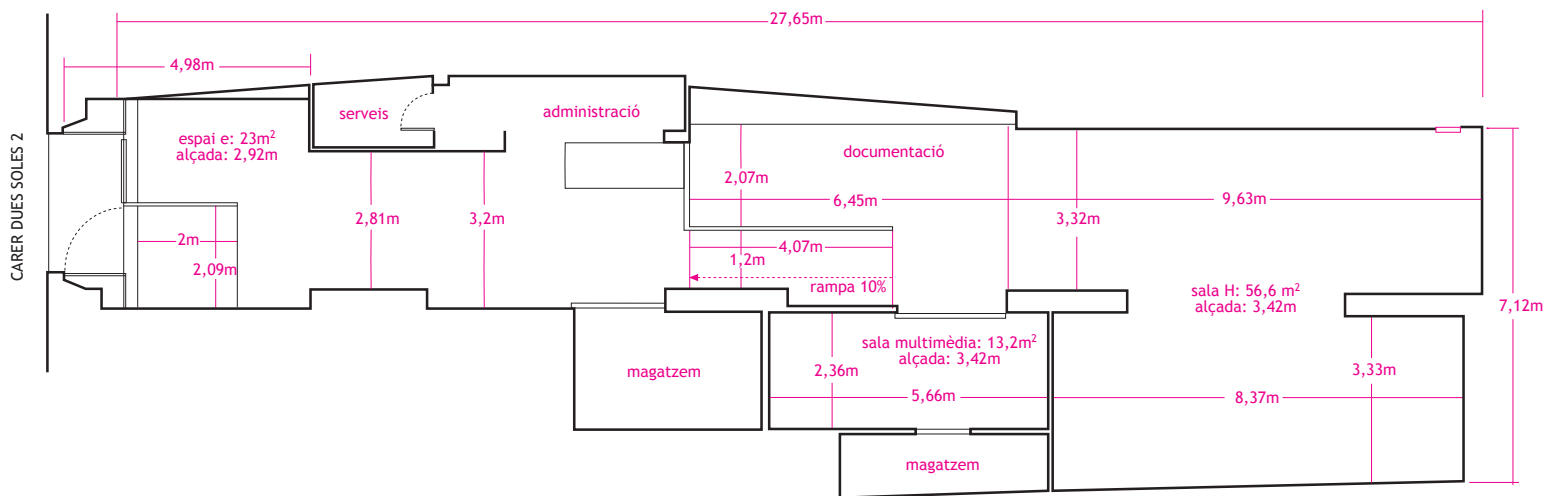 27,65m
4,98m
CARER DUES SOLES 2
serveis
administració
espai e: 23m²
alçada: 2,92m
documentació
2,07m
6,45m
9,63m
2,81m
3,2m
3,32m
2m
2,09m
4,07m
1,2m
rampa 10%
sala H: 56,6 m²
alçada: 3,42m
7,12m
sala multimèdia: 13,2m²
alçada: 3,42m
magatzem
2,36m
3,33m
5,66m
8,37m
magatzem